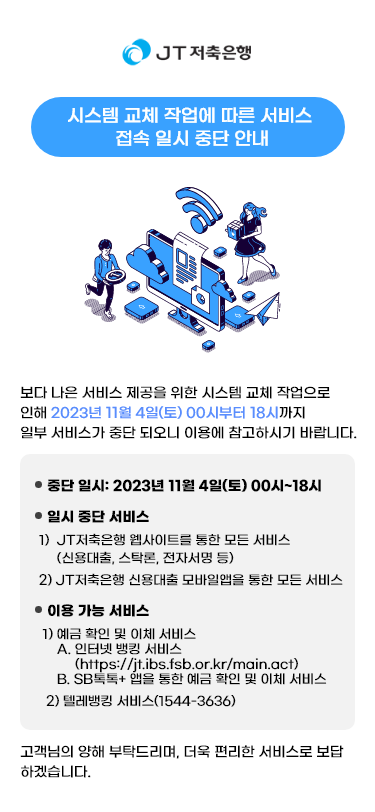 JT저축은행
시스템 교체 작업에 따른 서비스
접속 일시 중단 안내
보다 나은 서비스 제공을 위한 시스템 교체 작업으로
인해 2023년 11월 4일(토) 00시부터 18시까지
일부 서비스가 중단 되오니 이용에 참고하시기 바랍니다.
● 중단 일시: 2023년 11월 4일(토) 00시~18시
● 일시 중단 서비스
1) JT저축은행 웹사이트를 통한 모든 서비스
(신용대출, 스탁론, 전자서명 등)
2) JT저축은행 신용대출 모바일앱을 통한 모든 서비스
● 이용 가능 서비스
1) 예금 확인 및 이체 서비스
A. 인터넷 뱅킹 서비스
(https://jt.ibs.fsb.or.kr/main.act)
B. SB톡톡+ 앱을 통한 예금 확인 및 이체 서비스
2) 텔레뱅킹 서비스(1544-3636)
고객님의 양해 부탁드리며, 더욱 편리한 서비스로 보답
하겠습니다.